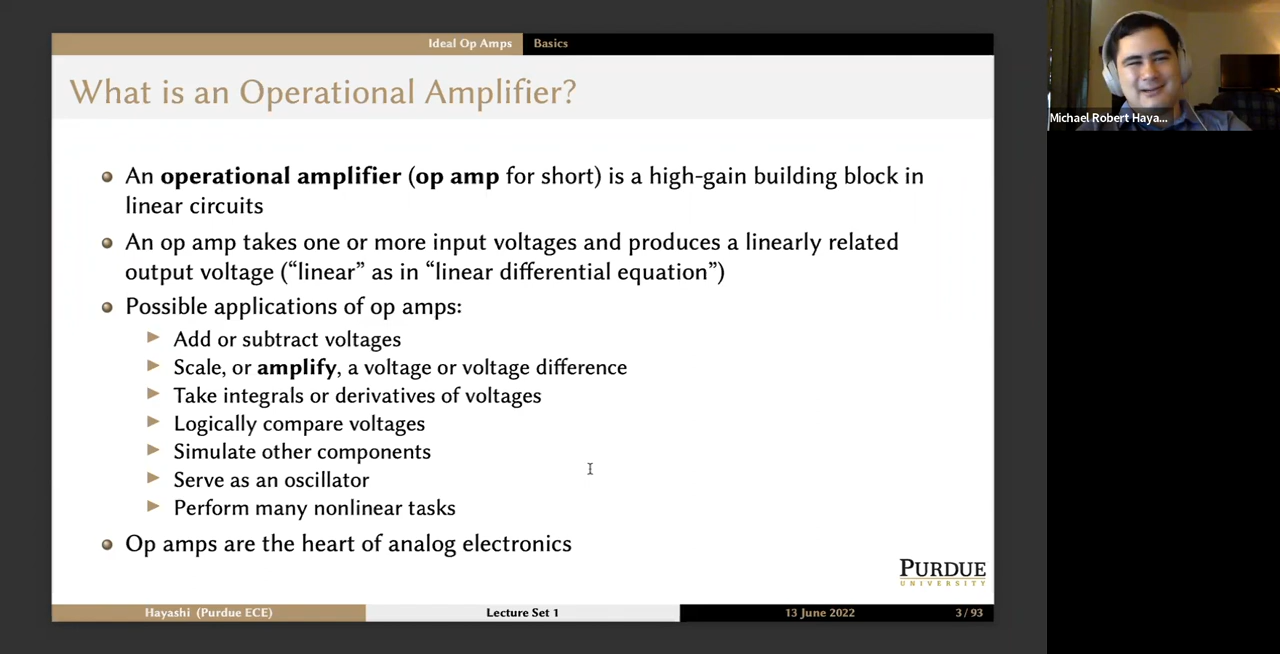 Ideal Op Amps Basics
What is an Operational Amplifier?
An operational amplifier (op amp for short) is a high-gain building block in
linear circuits
An op amp takes one or more input voltages and produces a linearly related
output voltage (“linear” as in “linear differential equation”)
Possible applications of op amps:
Add or subtract voltages
Scale, or amplify, a voltage or voltage difference
Take integrals or derivatives of voltages
Logically compare voltages
Simulate other components
Serve as an oscillator
Perform many nonlinear tasks
Op amps are the heart of analog electronics
PURDUE
UNIVERSITY
Hayashi (Purdue ECE) Lecture Set 1 13 June 2022 3 / 93
Michael Robert Haya...